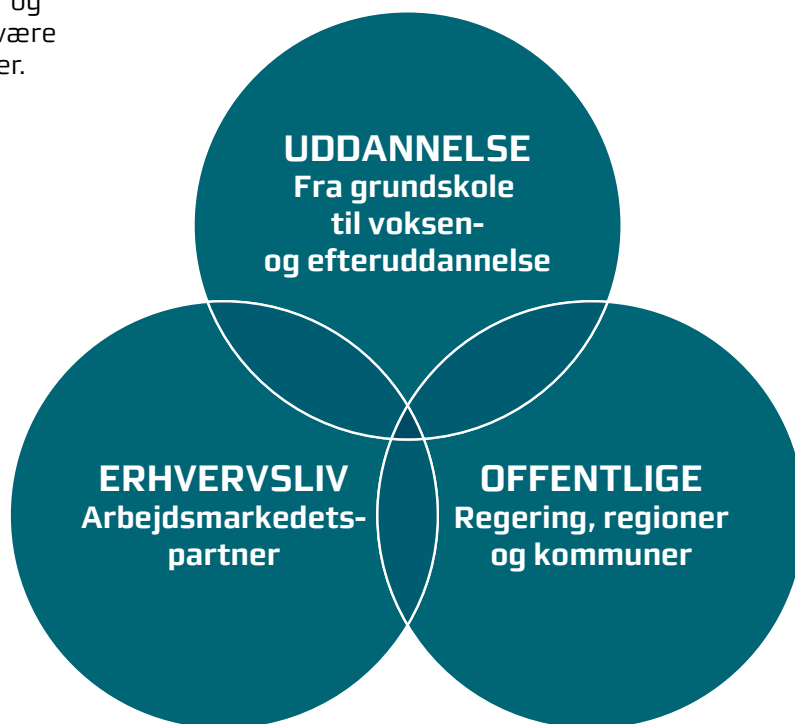 og
være
er.
UDDANNELSE
Fra grundskole
til voksen-
og efteruddannelse
ERHVERVSLIV
Arbejdsmarkedets-
partner
OFFENTLIGE
Regering, regioner
og kommuner